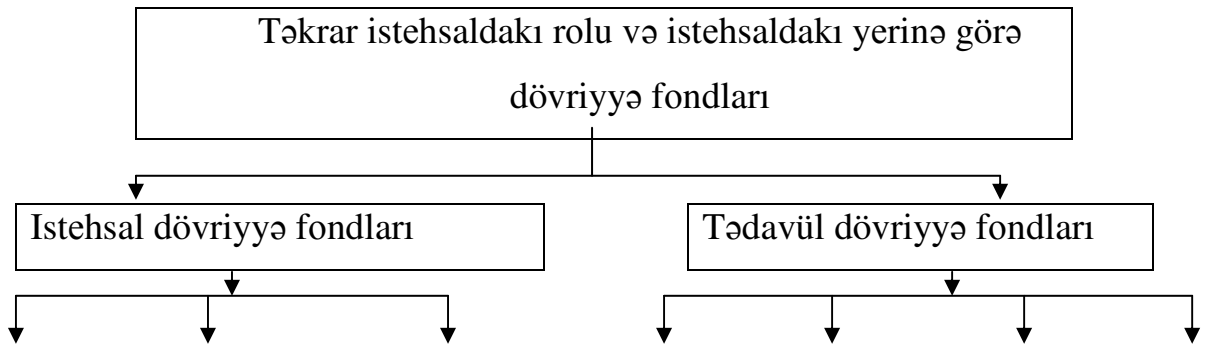 Təkrar istehsaldakı rolu və istehsaldakı yerinə görə
dövriyyə fondları
Istehsal dövriyyə fondları
Tədavül dövriyyə fondları